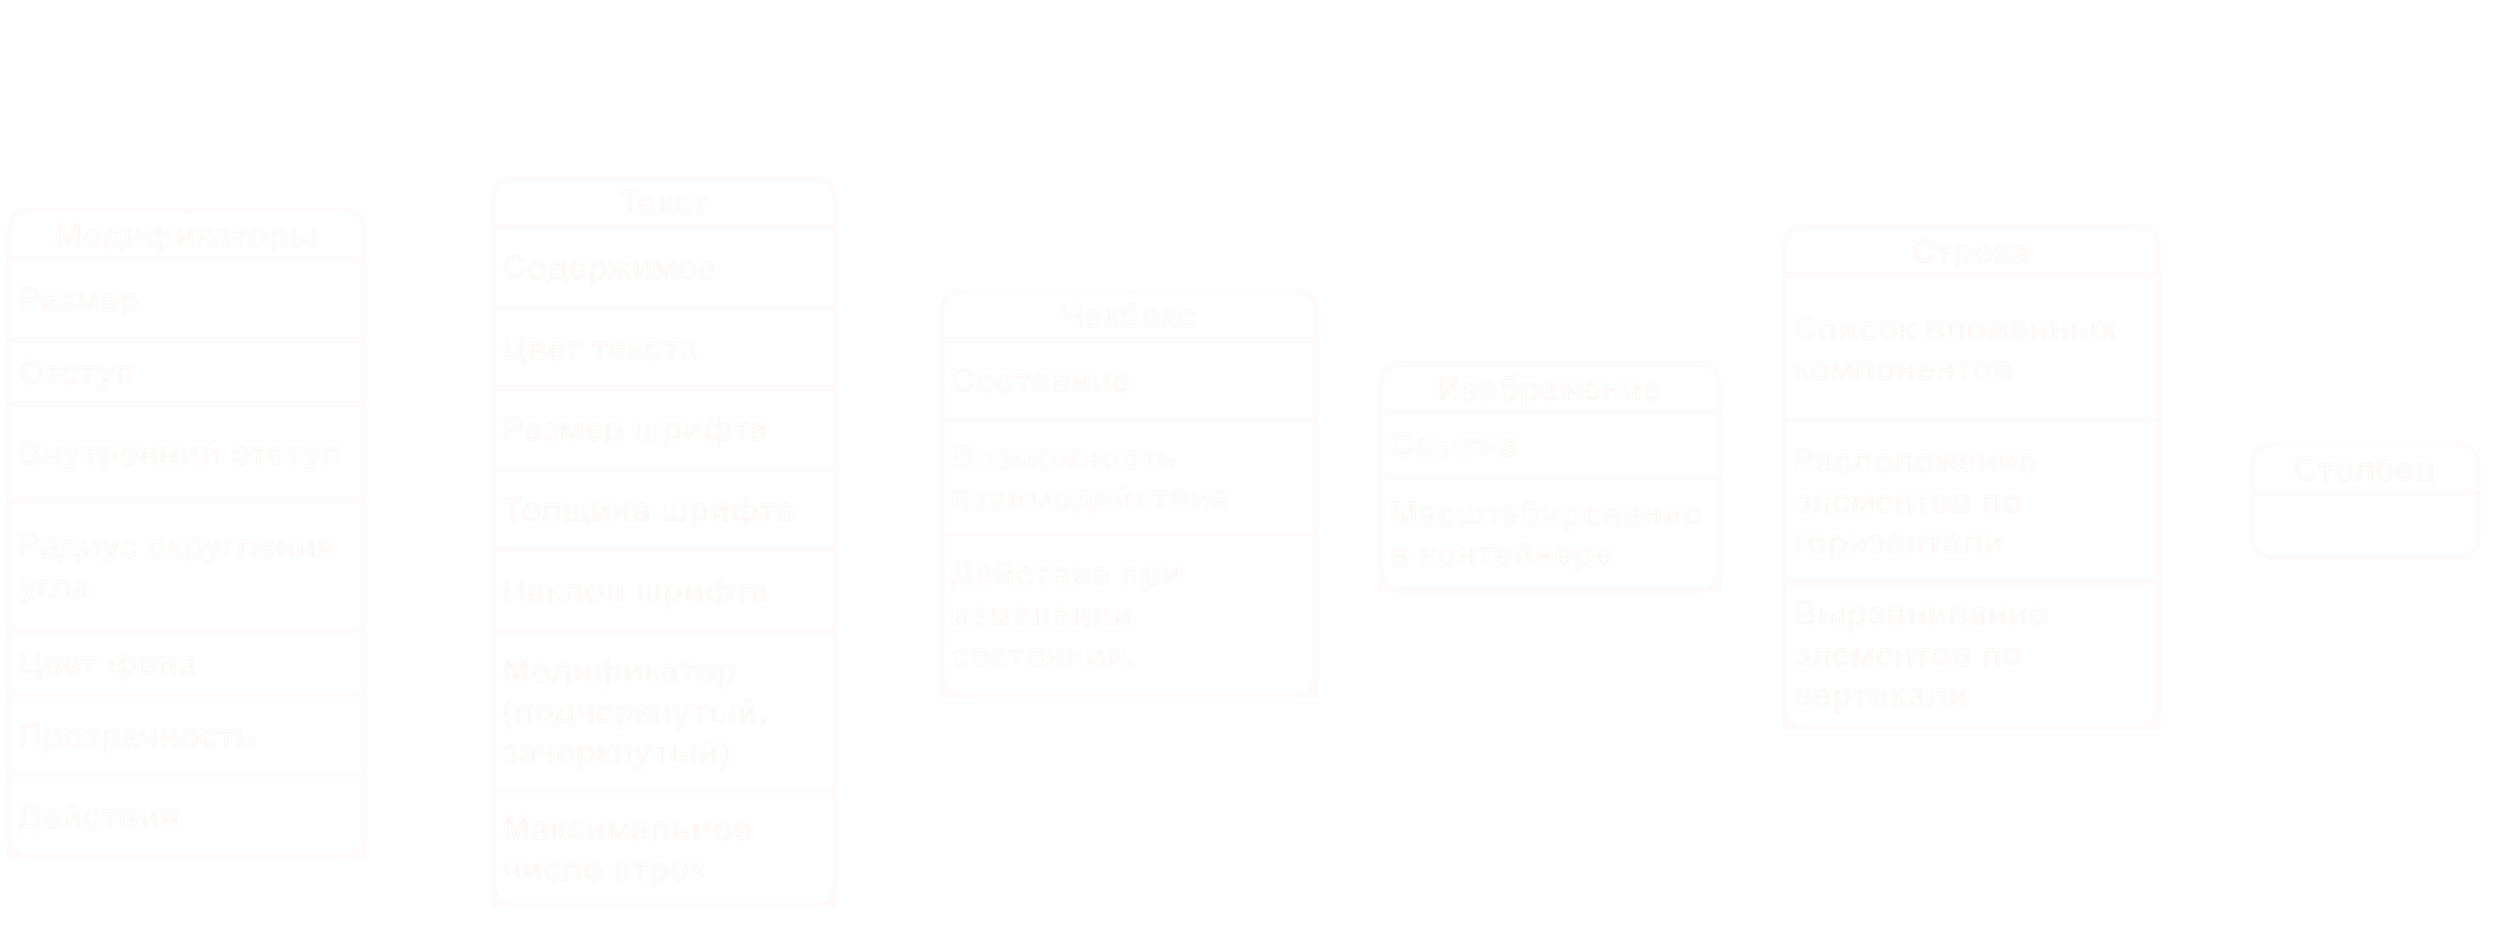 Модификаторы
Размер
Отступ
Внутренний отступ
Радиус скругления
угла
Цвет фона
Прозрачность
Действия
Текст
Содержимое
Цвет текста
Размер шрифта
Толщина шрифта
Наклон шрифта
Модификатор
(подчеркнутый,
зачеркнутый)
Максимальное
число строк
Чекбокс
Состояние
Возможность
взаимодействия
Действие при
изменении
состояния.
Изображение
Ссылка
Масштабирование
в контейнере
Строка
Список вложенных
компонентов
Расположение
элементов по
горизонтали
Выравнивание
элементов по
вертикали
Столбец